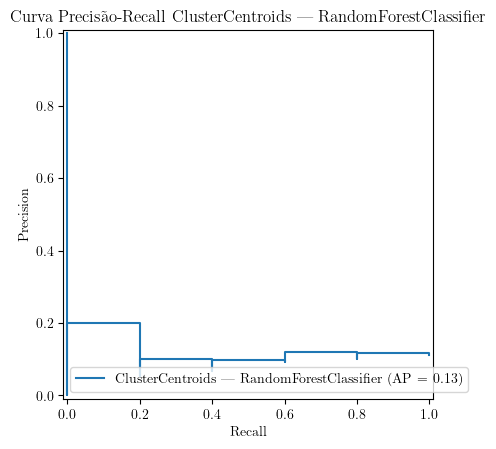 Curva Precisão-Recall ClusterCentroids — RandomForestClassifier
1.0
0.8
0.6
0.4
0.2
0.0
Precision
ClusterCentroids — RandomForestClassifier (AP = 0.13)
0.0 0.2 0.4 0.6 0.8 1.0
Recall